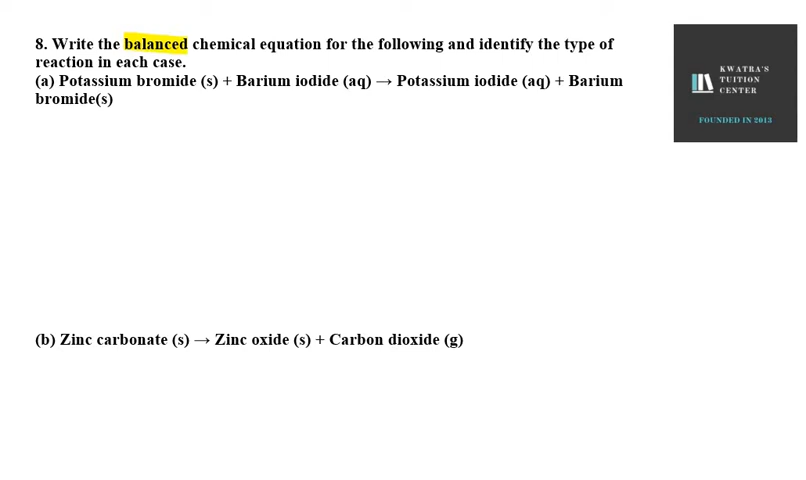 8. Write the balanced chemical equation for the following and identify the type of
reaction in each case.
(a) Potassium bromide (s) + Barium iodide (aq) → Potassium iodide (aq) + Barium
bromide(s)
KWATRA'S
TUITION
CENTER
FOUNDED IN 2013
(b) Zinc carbonate (s) → Zinc oxide (s) + Carbon dioxide (g)